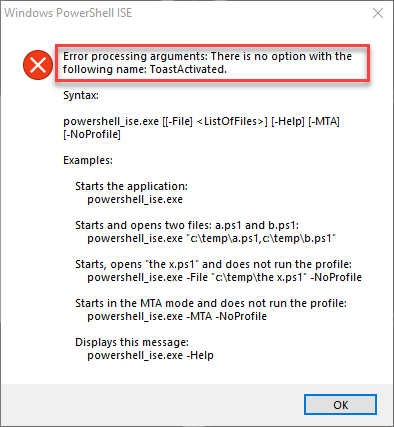 Windows PowerShell ISE
Error processing arguments: There is no option with the
following name: ToastActivated.
Syntax:
powershell_ise.exe [[-File] <ListOfFiles>] [-Help] [-MTA]
[-NoProfile]
Examples:
Starts the application:
powershell_ise.exe
Starts and opens two files: a.ps1 and b.ps1:
powershell_ise.exe "c:\temp\a.ps1,c:\temp\b.ps1"
Starts, opens "the x.ps1" and does not run the profile:
powershell_ise.exe -File "c:\temp\the x.ps1" -NoProfile
Starts in the MTA mode and does not run the profile:
powershell_ise.exe -MTA -NoProfile
Displays this message:
powershell_ise.exe -Help
OK